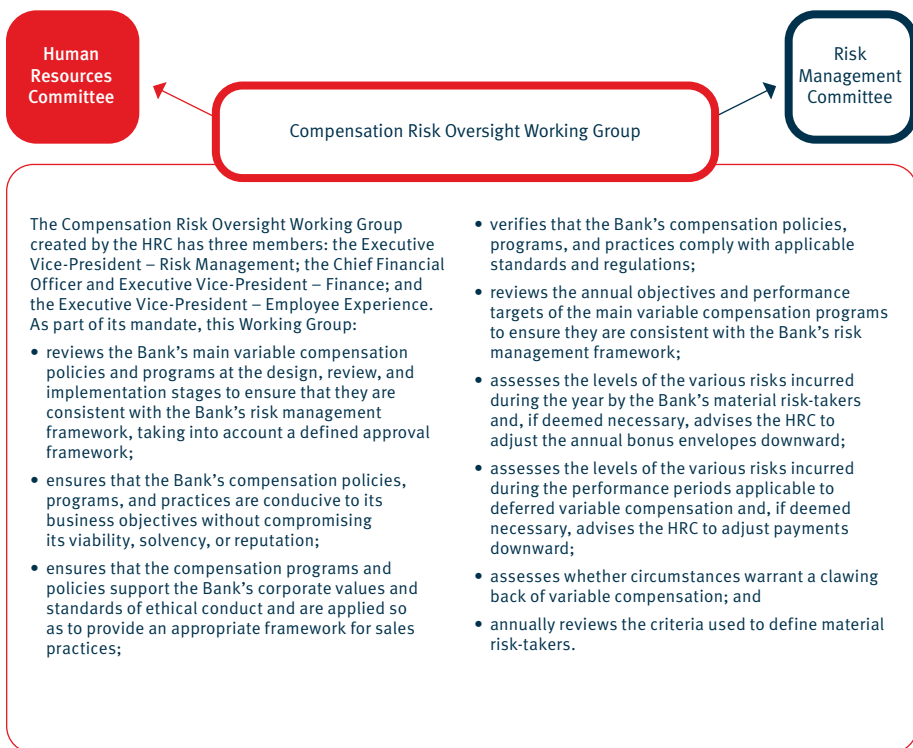 Human
Resources
Committee
Risk
Management
Committee
Compensation Risk Oversight Working Group
The Compensation Risk Oversight Working Group
created by the HRC has three members: the Executive
Vice-President – Risk Management; the Chief Financial
Officer and Executive Vice-President – Finance; and
the Executive Vice-President – Employee Experience.
As part of its mandate, this Working Group:
• reviews the Bank’s main variable compensation
policies and programs at the design, review, and
implementation stages to ensure that they are
consistent with the Bank’s risk management
framework, taking into account a defined approval
framework;
• ensures that the Bank’s compensation policies,
programs, and practices are conducive to its
business objectives without compromising
its viability, solvency, or reputation;
• ensures that the compensation programs and
policies support the Bank’s corporate values and
standards of ethical conduct and are applied so
as to provide an appropriate framework for sales
practices;
• verifies that the Bank’s compensation policies,
programs, and practices comply with applicable
standards and regulations;
• reviews the annual objectives and performance
targets of the main variable compensation programs
to ensure they are consistent with the Bank’s risk
management framework;
• assesses the levels of the various risks incurred
during the year by the Bank’s material risk-takers
and, if deemed necessary, advises the HRC to
adjust the annual bonus envelopes downward;
• assesses the levels of the various risks incurred
during the performance periods applicable to
deferred variable compensation and, if deemed
necessary, advises the HRC to adjust payments
downward;
• assesses whether circumstances warrant a clawing
back of variable compensation; and
• annually reviews the criteria used to define material
risk-takers.